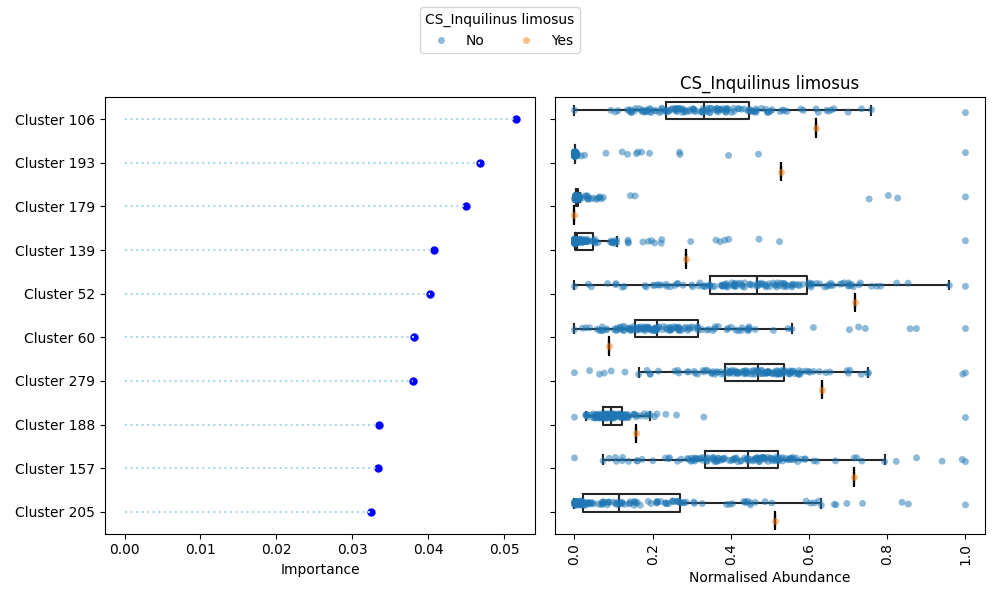 CS_Inquilinus limosus
No Yes
CS_Inquilinus limosus
Cluster 106
Cluster 193
Cluster 179
Cluster 139
Cluster 52
Cluster 60
Cluster 279
Cluster 188
Cluster 157
Cluster 205
0.00 0.01 0.02 0.03 0.04 0.05
Importance
0.0 0.2 0.4 0.6 0.8 1.0
Normalised Abundance